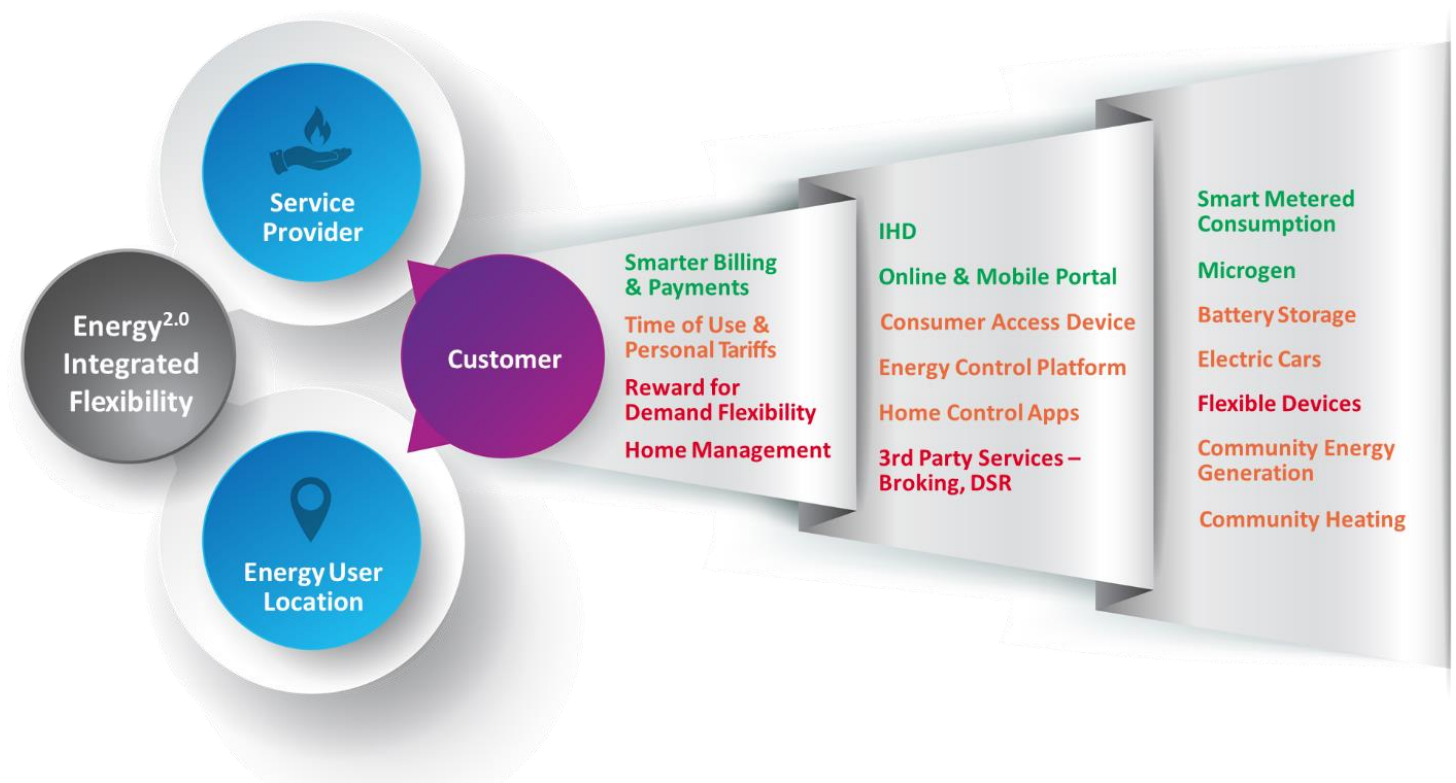 Service
Provider
Energy2.0
Integrated
Flexibility
Customer
Energy User
Location
Smarter Billing
& Payments
Time of Use &
Personal Tariffs
Reward for
Demand Flexibility
Home Management
IHD
Online & Mobile Portal
Consumer Access Device
Energy Control Platform
Home Control Apps
3rd Party Services –
Broking, DSR
Smart Metered
Consumption
Microgen
Battery Storage
Electric Cars
Flexible Devices
Community Energy
Generation
Community Heating